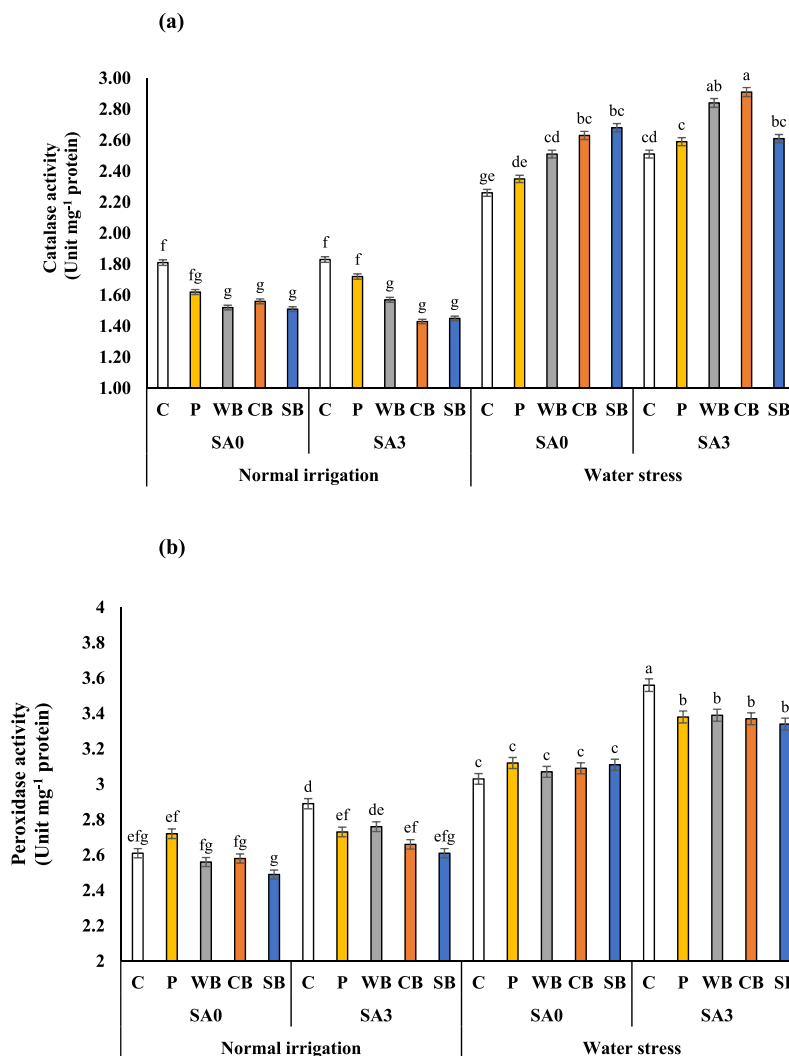 (a)
Catalase activity
(Unit mg-1 protein)
3.00
2.80
2.60
2.40
2.20
2.00
1.80
1.60
1.40
1.20
1.00
f fg g g g f f g g g ge de cd bc bc cd c ab a bc
C P WB CB SB C P WB CB SB C P WB CB SB C P WB CB SB
SA0 SA3 SA0 SA3
Normal irrigation Water stress
(b)
Peroxidase activity
(Unit mg-1 protein)
4
3.8
3.6
3.4
3.2
3
2.8
2.6
2.4
2.2
2
efg ef fg fg g d ef de ef efg c c c c c a b b b b
C P WB CB SB C P WB CB SB C P WB CB SB C P WB CB
SA0 SA3 SA0 SA3
Normal irrigation Water stress